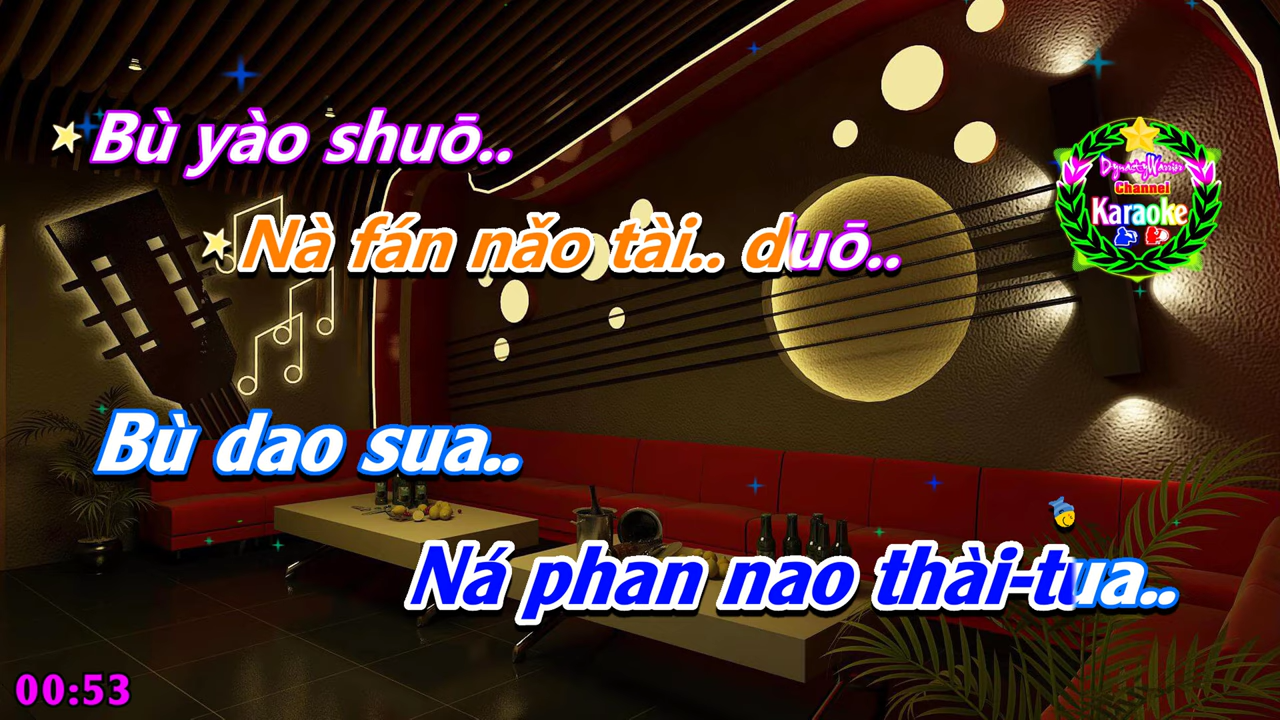 Bù yào shuō..
Nà fán nǎo tài.. duō..
DynastyWarrior
Channel
Karaoke
Bù dao sua..
Ná phan nao thài-tua..
00:53